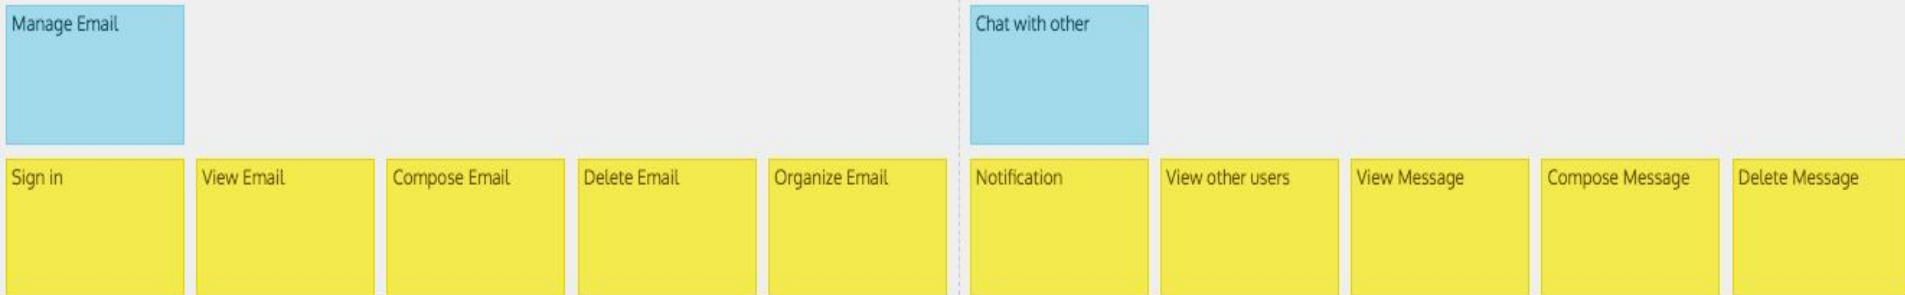 Manage Email
Chat with other
Sign in
View Email
Compose Email
Delete Email
Organize Email
Notification
View other users
View Message
Compose Message
Delete Message